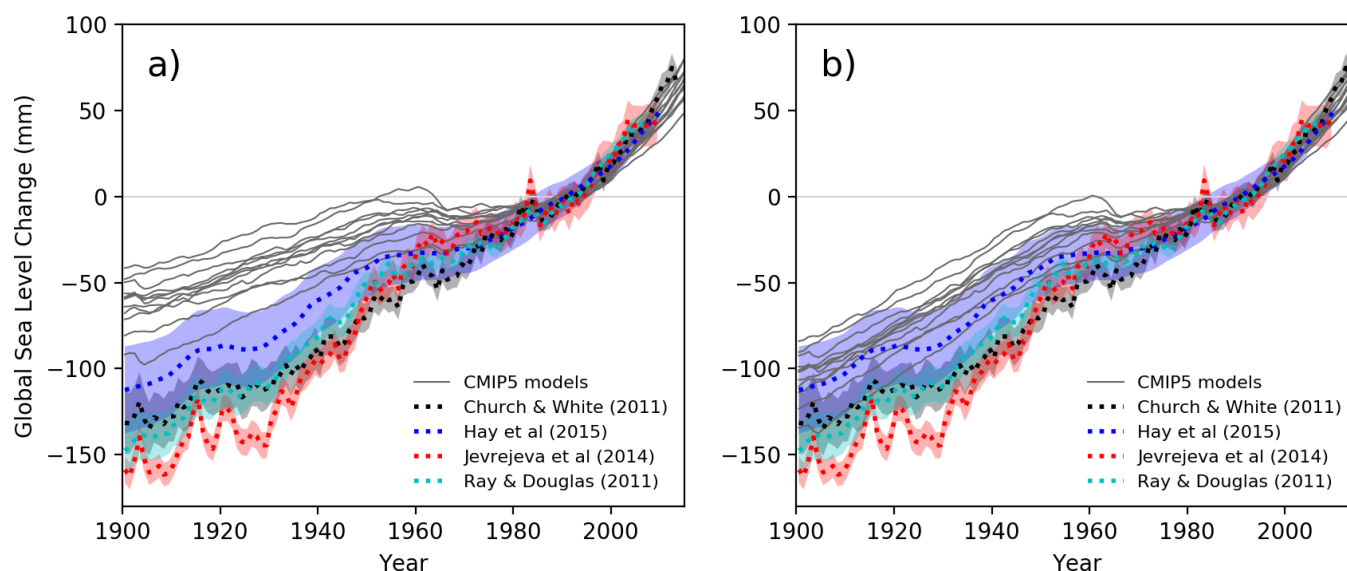 a)
100
50
0
−50
−100
−150
Global Sea Level Change (mm)
CMIP5 models
Church & White (2011)
Hay et al (2015)
Jevrejeva et al (2014)
Ray & Douglas (2011)
1900 1920 1940 1960 1980 2000
Year
b)
100
50
0
−50
−100
−150
CMIP5 models
Church & White (2011)
Hay et al (2015)
Jevrejeva et al (2014)
Ray & Douglas (2011)
1900 1920 1940 1960 1980 2000
Year